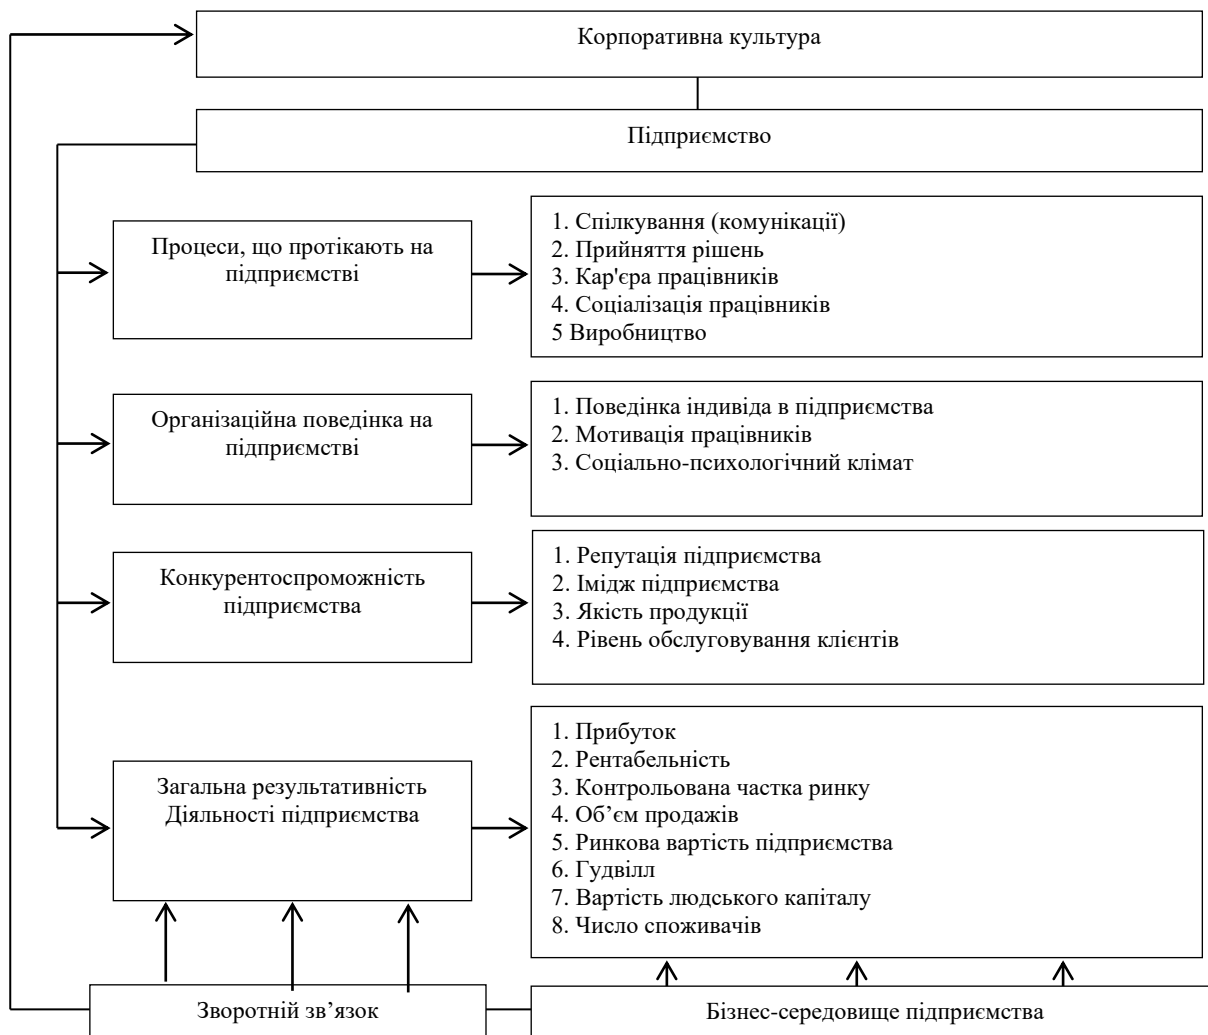 Корпоративна культура
Підприємство
Процеси, що протікають на
підприємстві
1. Спілкування (комунікації)
2. Прийняття рішень
3. Кар'єра працівників
4. Соціалізація працівників
5 Виробництво
Організаційна поведінка на
підприємстві
1. Поведінка індивіда в підприємства
2. Мотивація працівників
3. Соціально-психологічний клімат
Конкурентоспроможність
підприємства
1. Репутація підприємства
2. Імідж підприємства
3. Якість продукції
4. Рівень обслуговування клієнтів
Загальна результативність
Діяльності підприємства
1. Прибуток
2. Рентабельність
3. Контрольована частка ринку
4. Об’єм продажів
5. Ринкова вартість підприємства
6. Гудвілл
7. Вартість людського капіталу
8. Число споживачів
Зворотній зв’язок
Бізнес-середовище підприємства